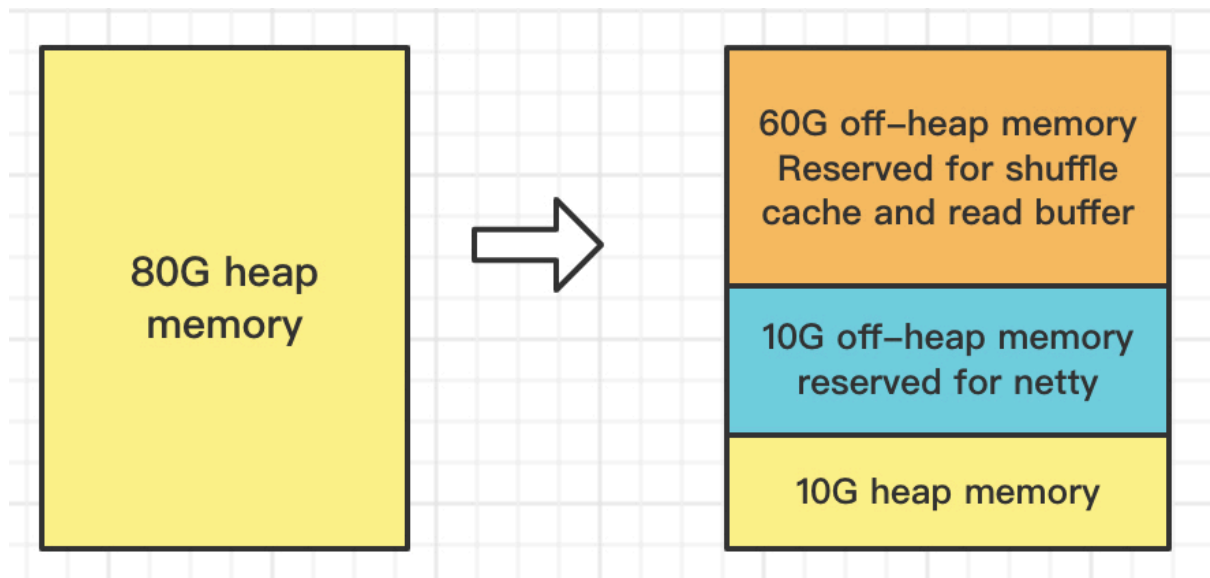 80G heap
memory
60G off–heap memory
Reserved for shuffle
cache and read buffer
10G off–heap memory
reserved for netty
10G heap memory